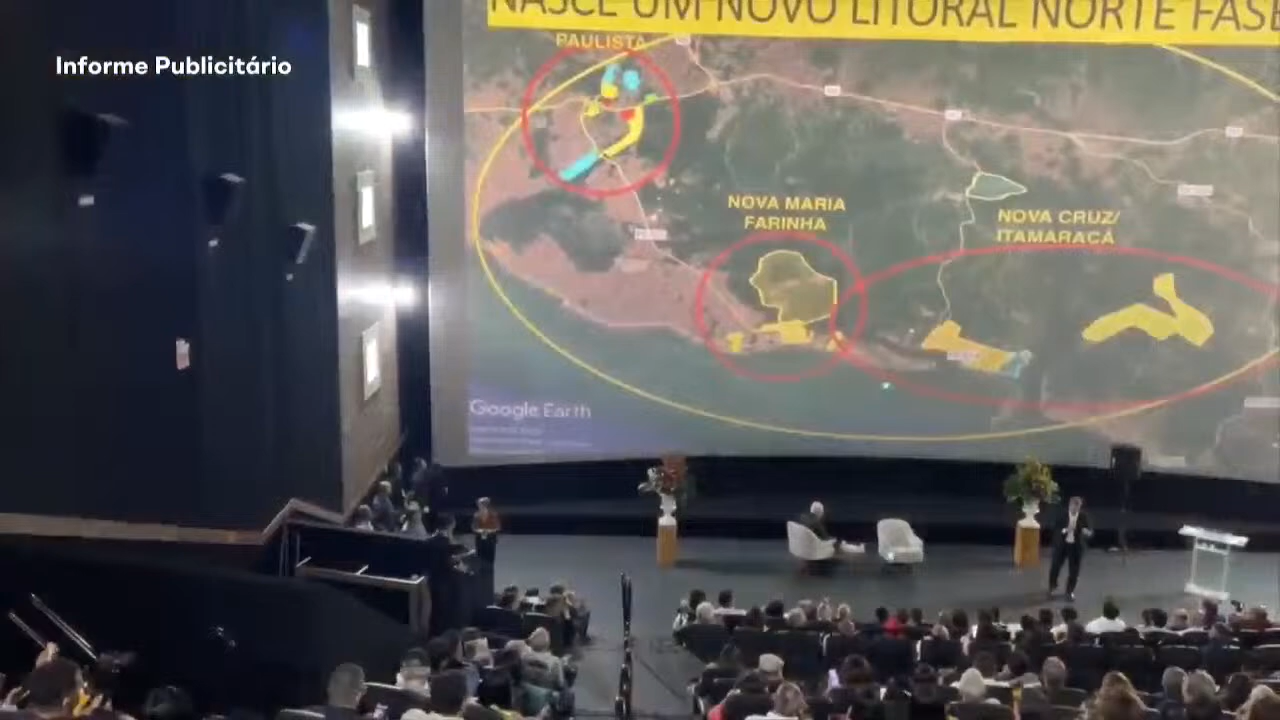 NASCE UM NOVO LITORAL NORTE FASE
Informe Publicitário
PAULISTA
NOVA MARIA
FARINHA
NOVA CRUZ/
ITAMARACÁ
Google Earth